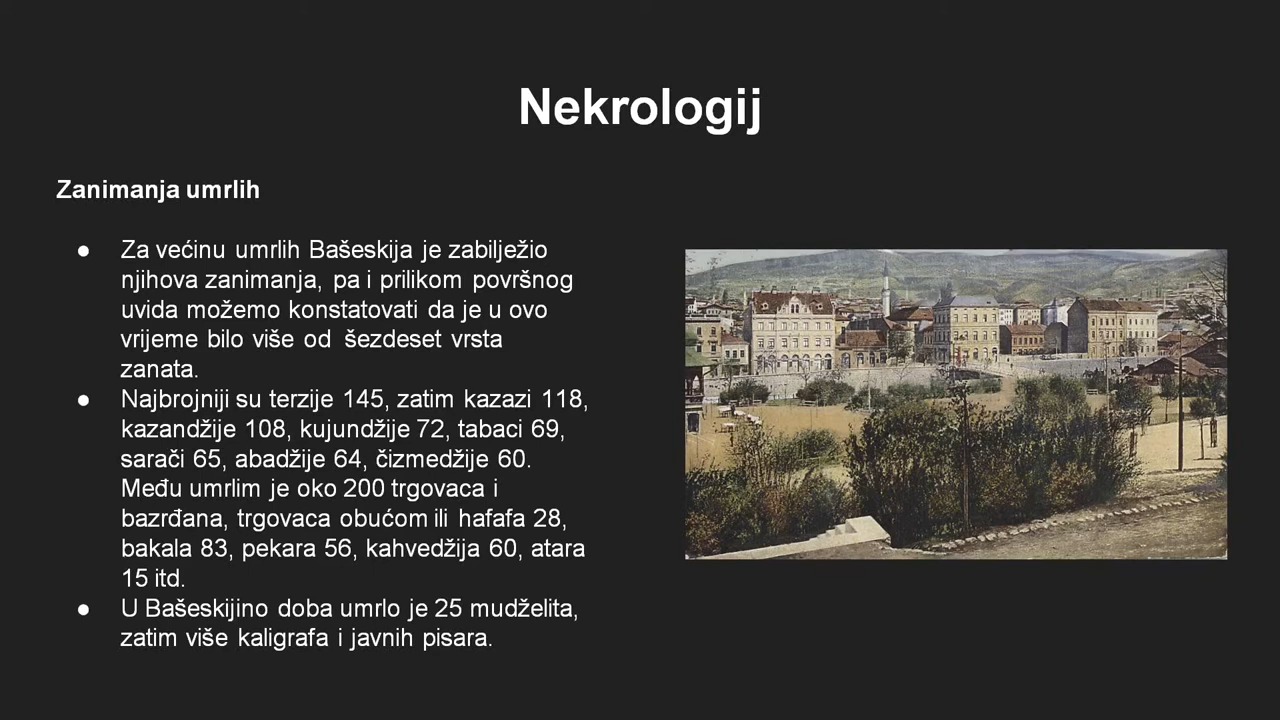 Nekrologij
Zanimanja umrlih
● Za većinu umrlih Bašeskija je zabilježio
njihova zanimanja, pa i prilikom površnog
uvida možemo konstatovati da je u ovo
vrijeme bilo više od šezdeset vrsta
zanata.
● Najbrojniji su terzije 145, zatim kazazi 118,
kazandžije 108, kujundžije 72, tabaci 69,
sarači 65, abadžije 64, čizmedžije 60.
Među umrlim je oko 200 trgovaca i
bazrđana, trgovaca obućom ili hafafa 28,
bakala 83, pekara 56, kahvedžija 60, atara
15 itd.
● U Bašeskijino doba umrlo je 25 mudželita,
zatim više kaligrafa i javnih pisara.